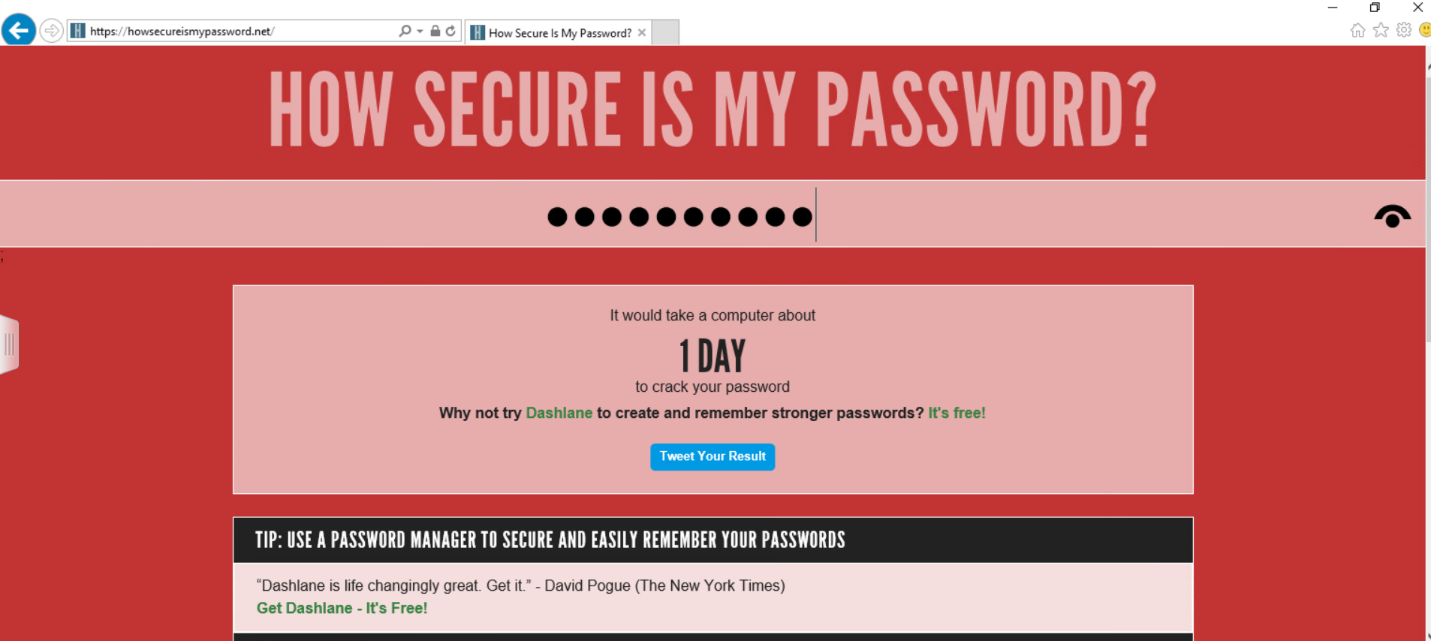 https://howsecureismypassword.net/
How Secure Is My Password?
HOW SECURE IS MY PASSWORD?
●●●●●●●●●●
;
It would take a computer about
1 DAY
to crack your password
Why not try Dashlane to create and remember stronger passwords? It's free!
Tweet Your Result
TIP: USE A PASSWORD MANAGER TO SECURE AND EASILY REMEMBER YOUR PASSWORDS
“Dashlane is life changingly great. Get it.” - David Pogue (The New York Times)
Get Dashlane - It's Free!